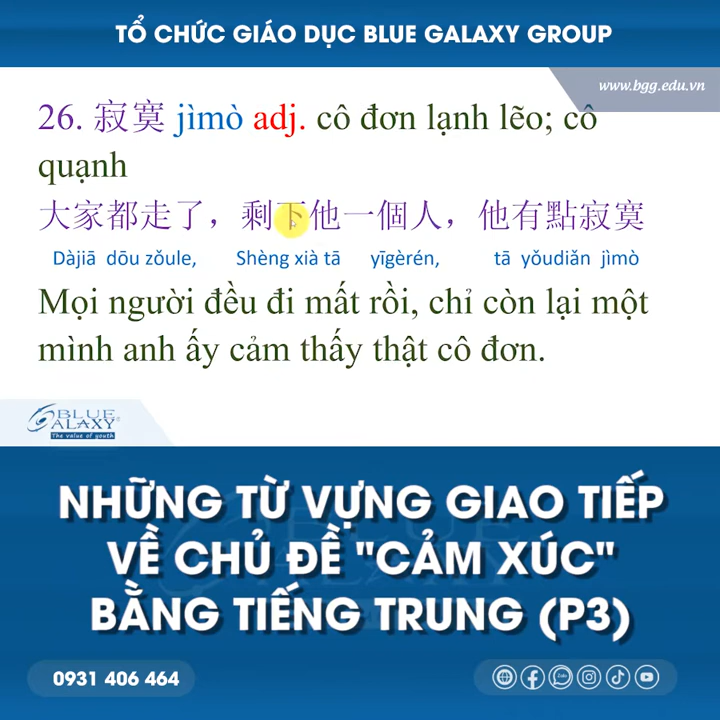 TỔ CHỨC GIÁO DỤC BLUE GALAXY GROUP
www.bgg.edu.vn
26. 寂寞 jìmò adj. cô đơn lạnh lẽo; cô
quạnh
大家都走了，剩下他一個人，他有點寂寞
Dàjiā dōu zǒule, Shèng xià tā yīgèrén, tā yǒudiǎn jìmò
Mọi người đều đi mất rồi, chỉ còn lại một
mình anh ấy cảm thấy thật cô đơn.
BLUE
GALAXY
The value of youth
NHỮNG TỪ VỰNG GIAO TIẾP
VỀ CHỦ ĐỀ "CẢM XÚC"
BẰNG TIẾNG TRUNG (P3)
0931 406 464